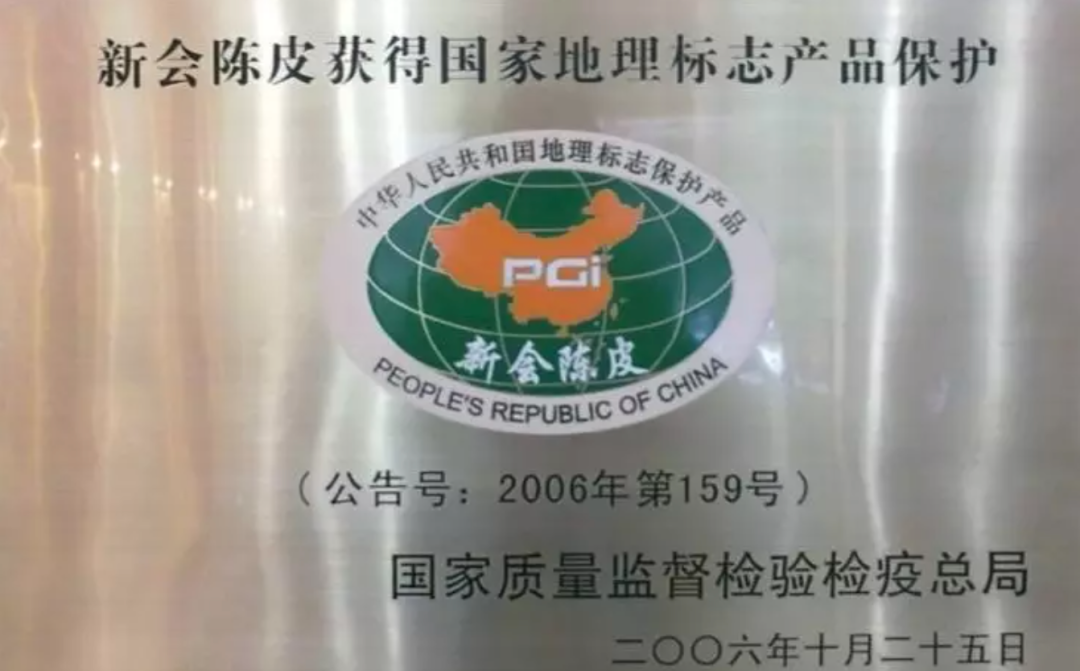 新会陈皮获得国家地理标志产品保护
中华人民共和国地理标志保护产品
PGi
新会陈皮
PEOPLE'S REPUBLIC OF CHINA
（公告号：2006年第159号）
国家质量监督检验检疫总局
二〇〇六年十月二十五日